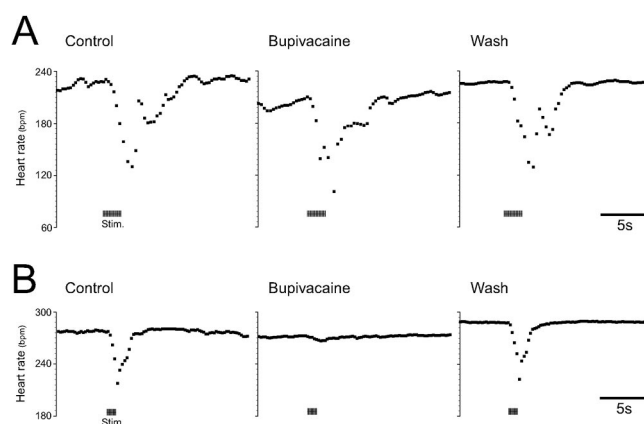 A
Control
Bupivacaine
Wash
Heart rate (bpm)
240
180
120
60
Stim.
5s
B
Control
Bupivacaine
Wash
Heart rate (bpm)
300
240
180
Stim.
5s